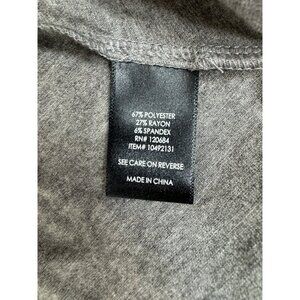 67% POLYESTER
27% RAYON
6% SPANDEX
RN# 120684
ITEM# 10492131
SEE CARE ON REVERSE
MADE IN CHINA